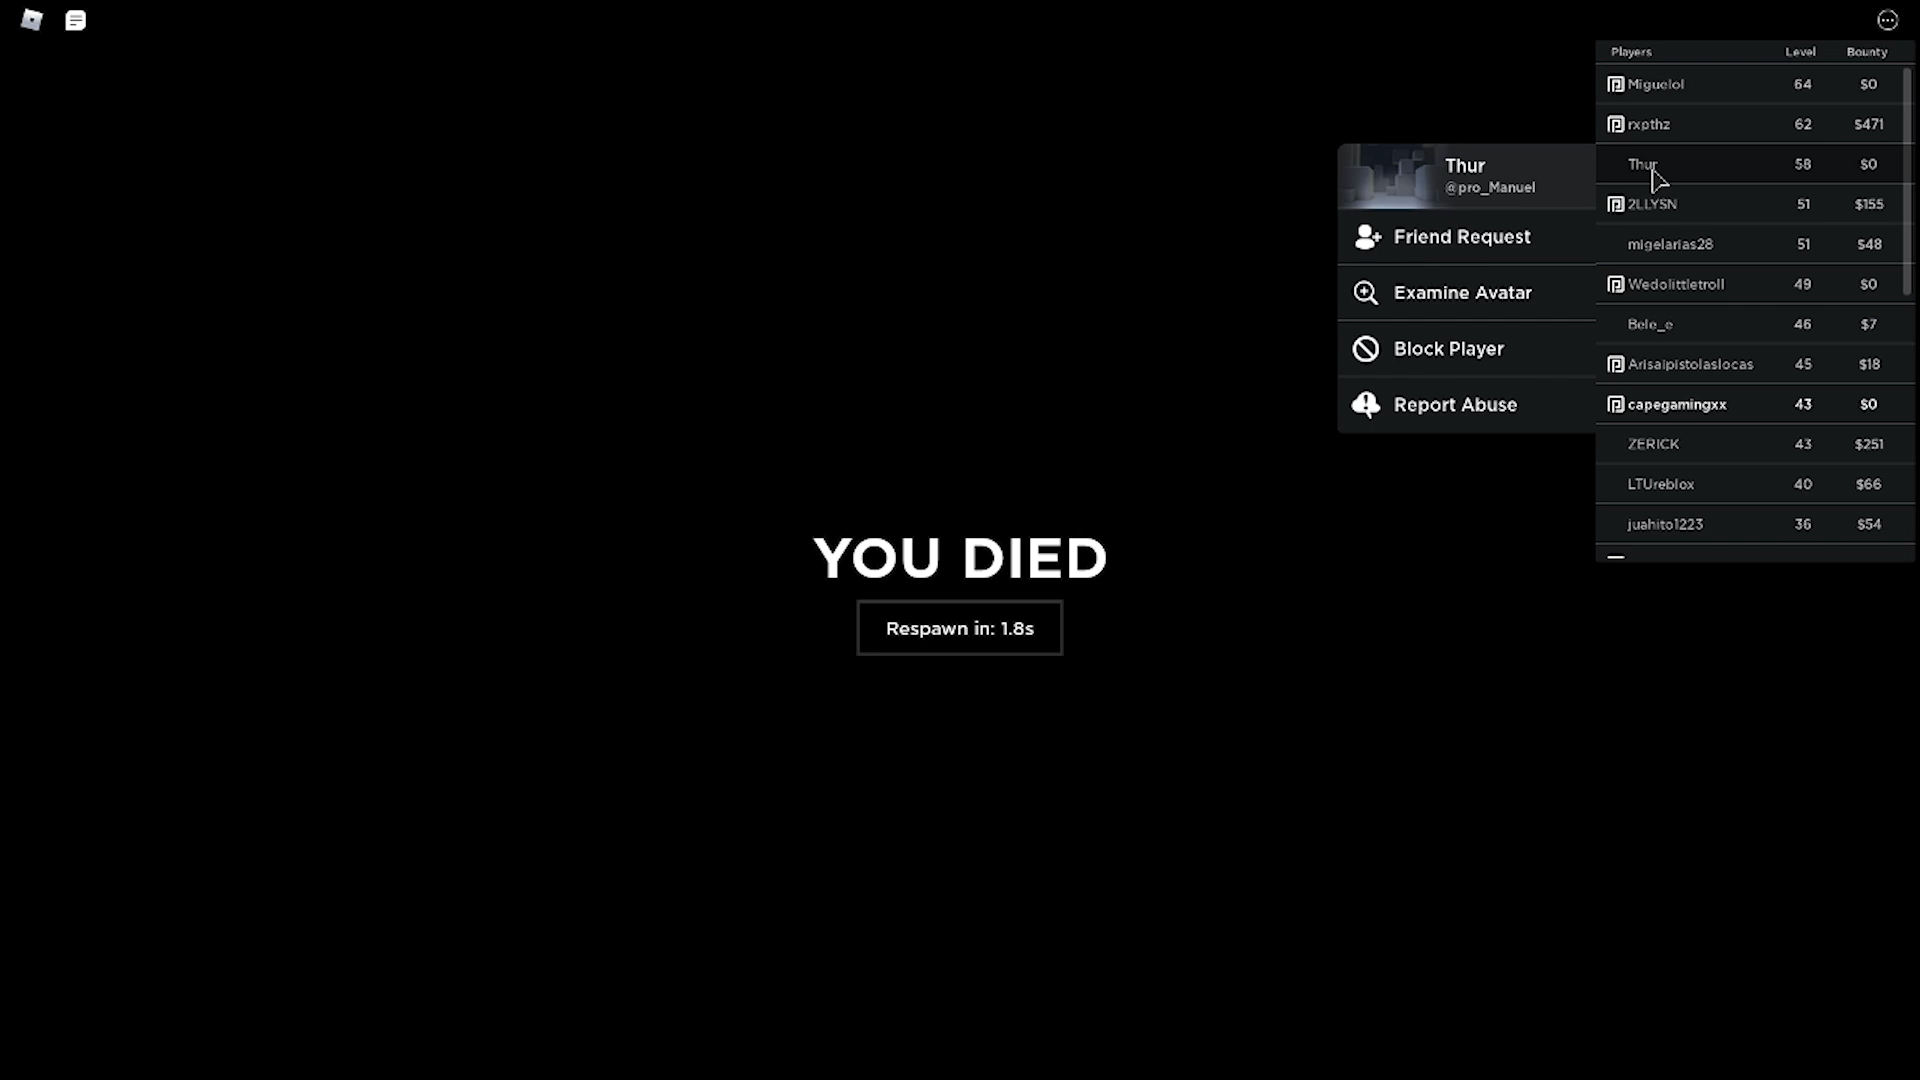 Players Level Bounty
Miguelol 64 $0
rxpthz 62 $471
Thur 58 $0
2LLYSN 51 $155
migelarias28 51 $48
Wedolittletroll 49 $0
Bele_e 46 $7
Arisaipistolaslocas 45 $18
capegamingxx 43 $0
ZERICK 43 $251
LTUreblox 40 $66
juahito1223 36 $54
Thur
@pro_Manuel
Friend Request
Examine Avatar
Block Player
Report Abuse
YOU DIED
Respawn in: 1.8s